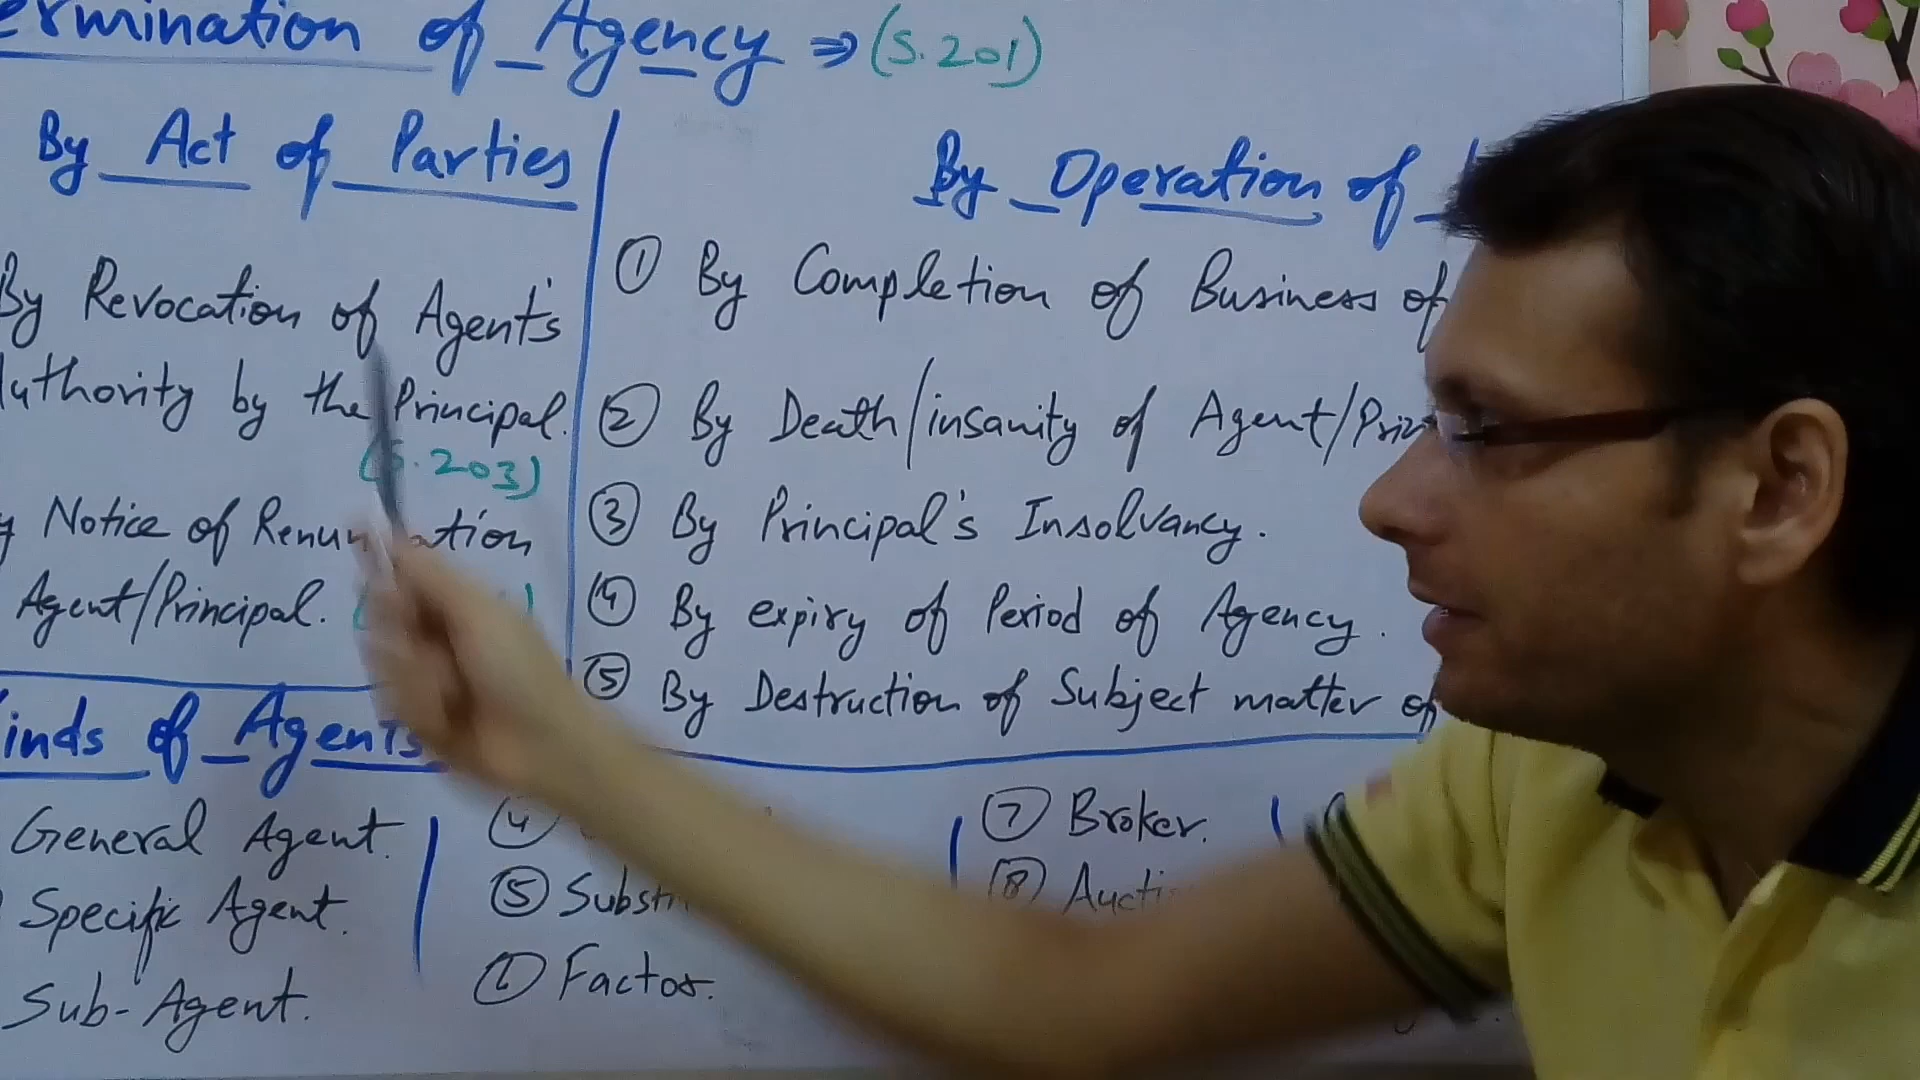 ermination of Agency ⇒ (S.201)
By Act of Parties
By Revocation of Agent's
Authority by the Principal.
(S.203)
y Notice of Renun ation
Agent/Principal.
By Operation of
① By Completion of Business of
② By Death/insanity of Agent/Prin
③ By Principal's Insolvancy.
④ By expiry of Period of Agency.
⑤ By Destruction of Subject matter of
inds of Agents
General Agent.
Specific Agent.
Sub-Agent.
④
⑤ Substi
⑥ Factor.
⑦ Broker.
⑧ Aucti